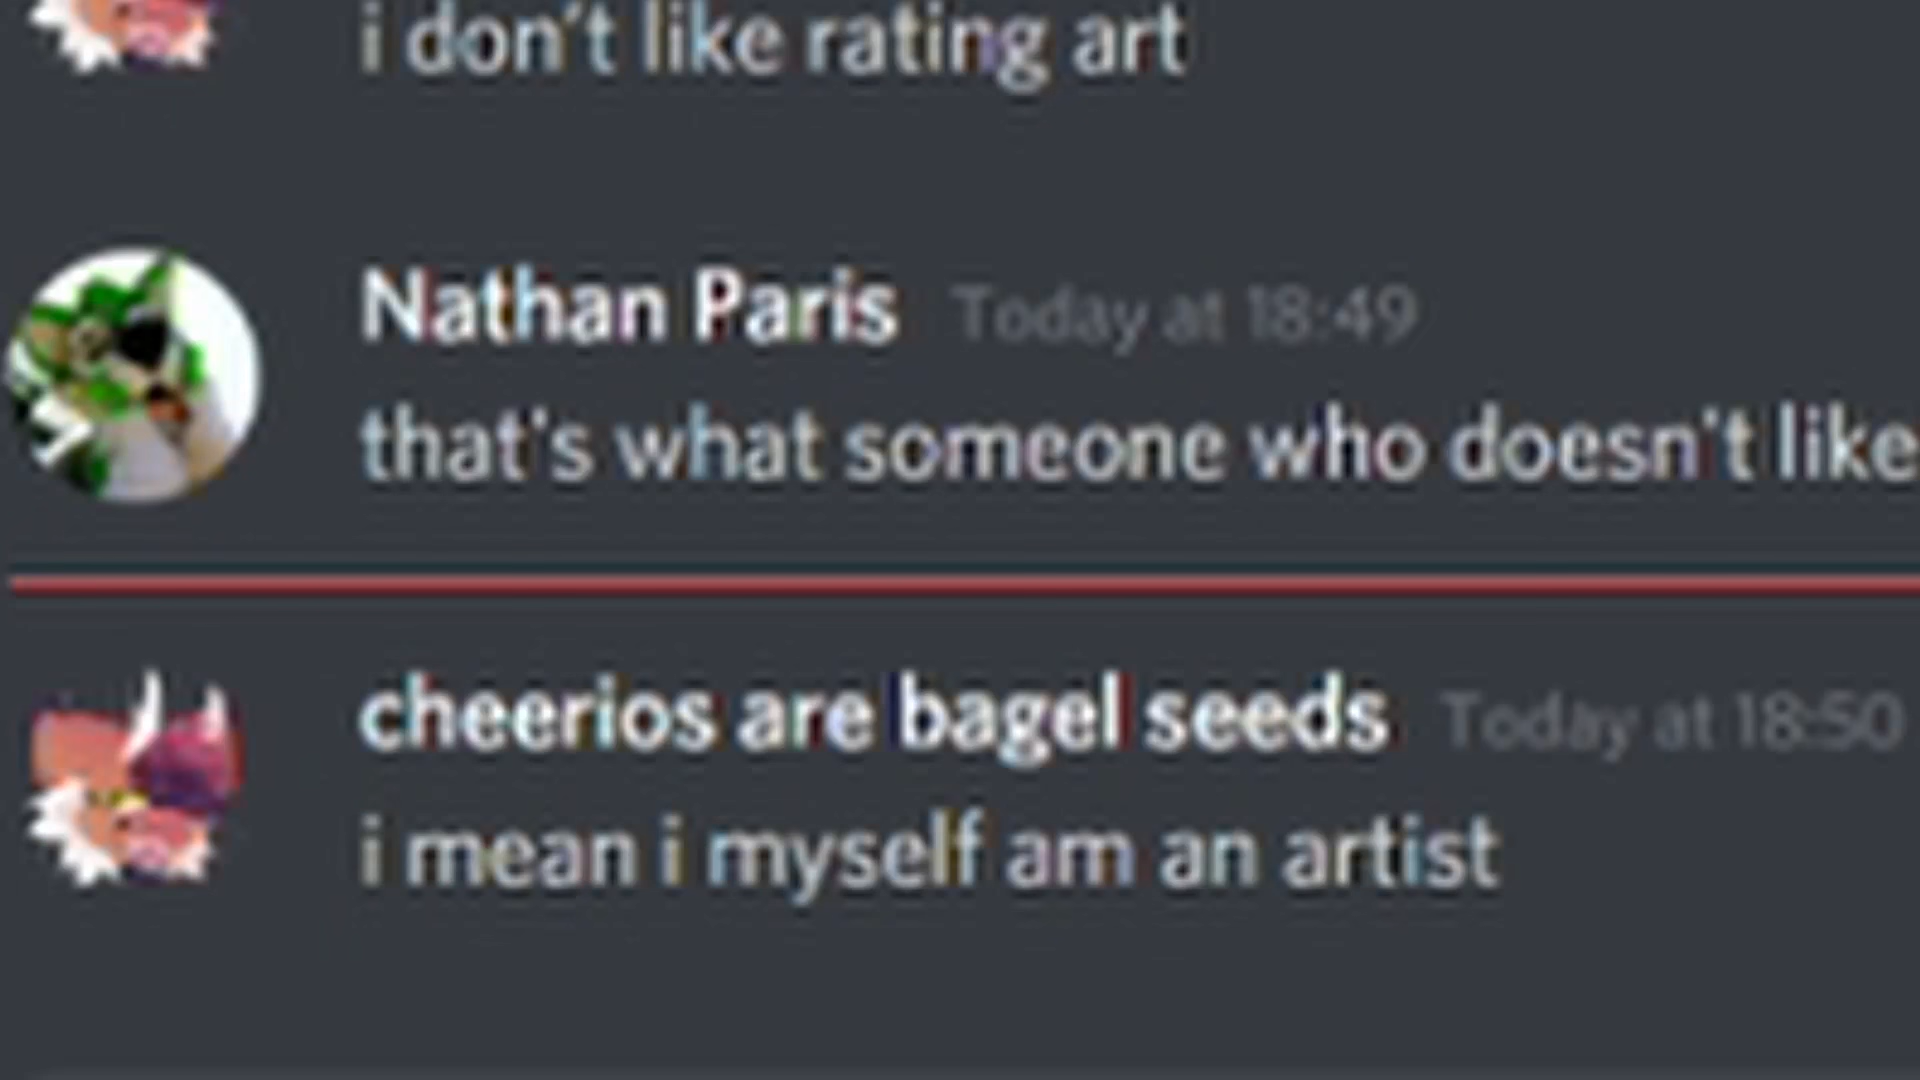 i don't like rating art
Nathan Paris Today at 18:49
that's what someone who doesn't like
cheerios are bagel seeds Today at 18:50
i mean i myself am an artist